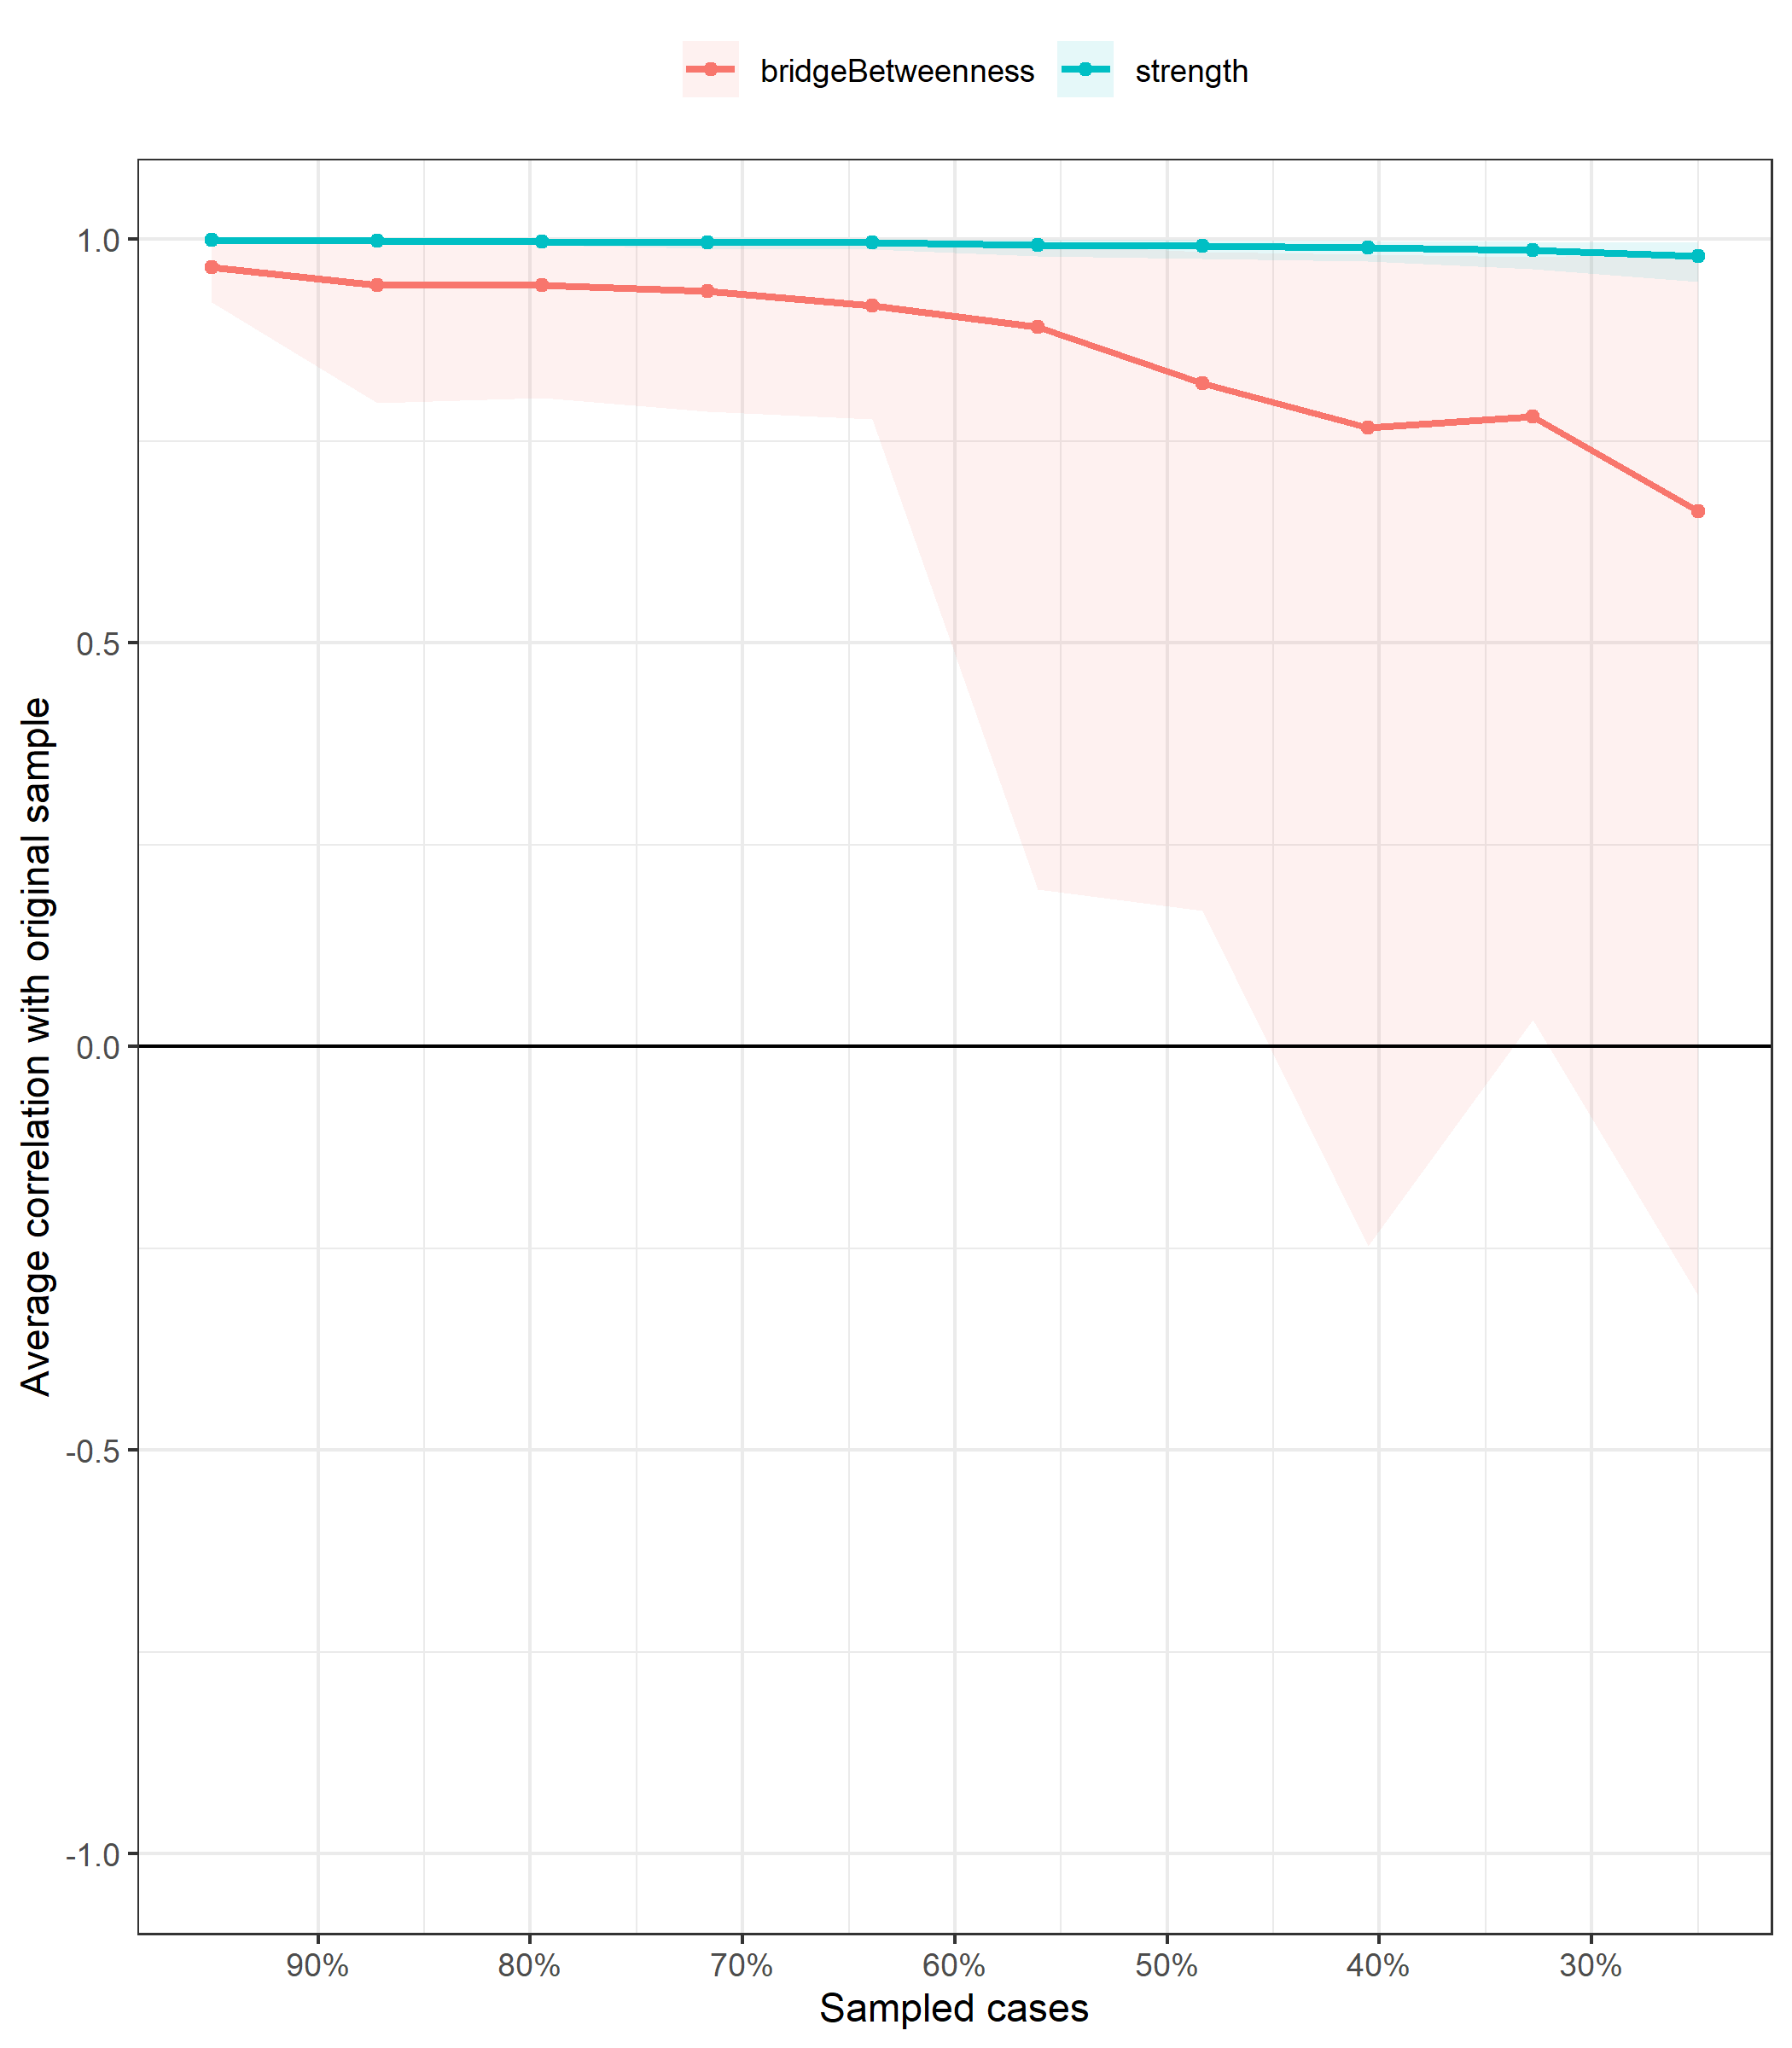 bridgeBetweenness strength
1.0
0.5
0.0
-0.5
-1.0
Average correlation with original sample
90% 80% 70% 60% 50% 40% 30%
Sampled cases